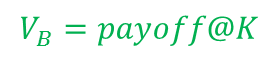 V_B = payoff@K